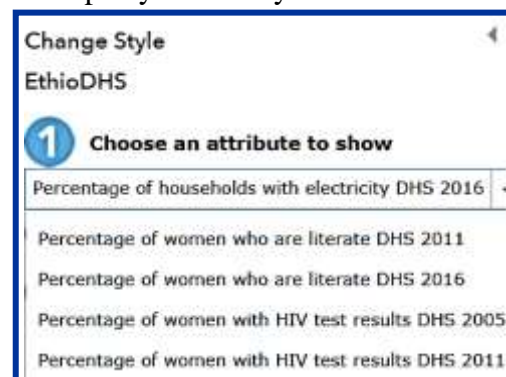 Change Style
EthioDHS
1 Choose an attribute to show
Percentage of households with electricity DHS 2016
Percentage of women who are literate DHS 2011
Percentage of women who are literate DHS 2016
Percentage of women with HIV test results DHS 2005
Percentage of women with HIV test results DHS 2011